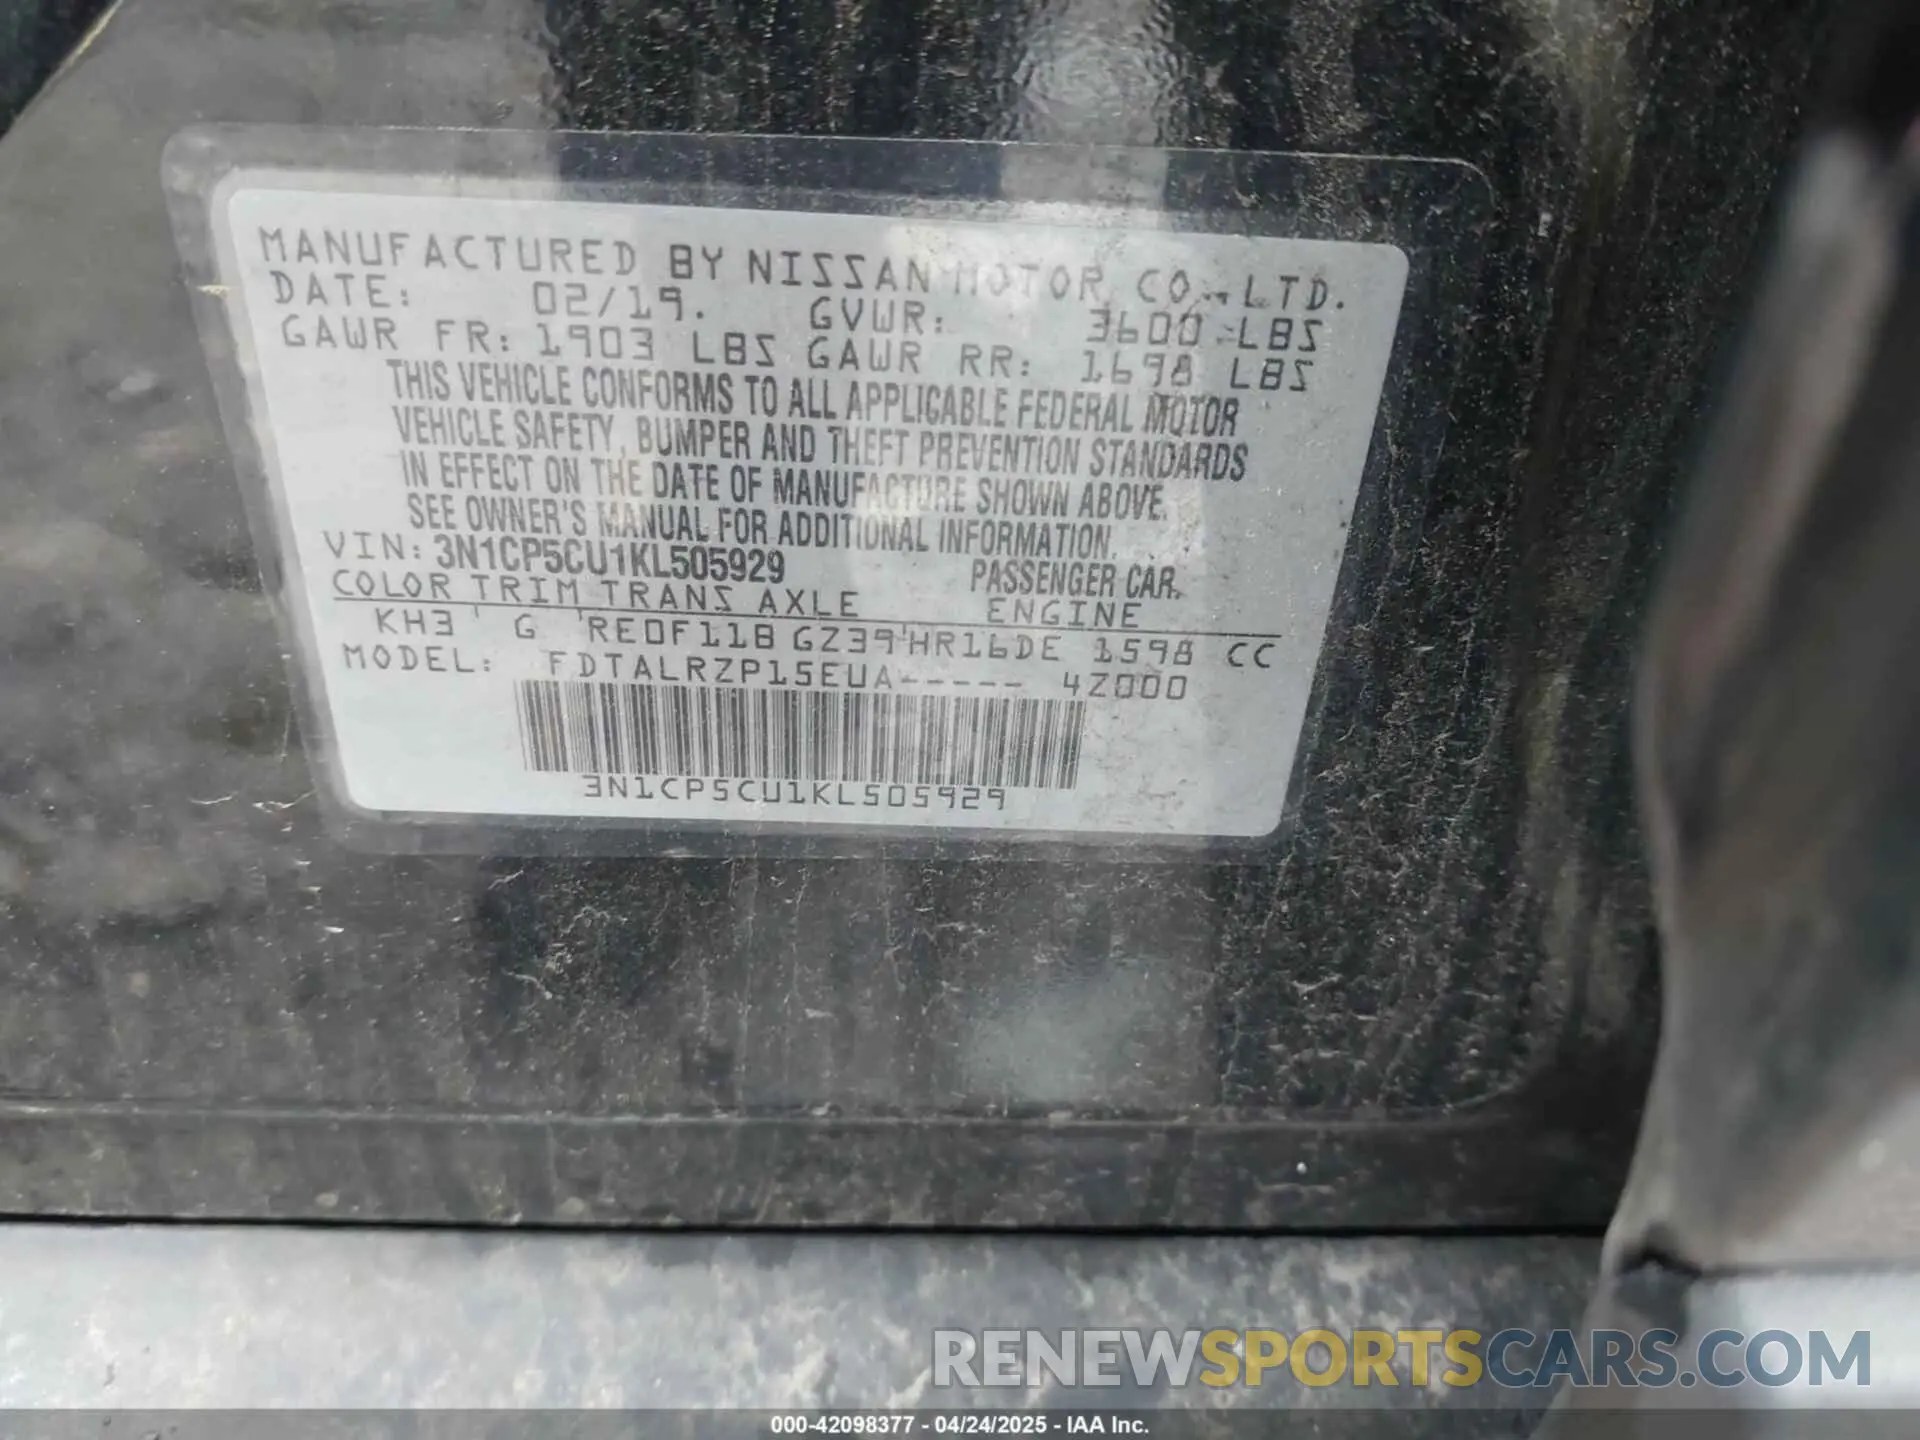 MANUFACTURED BY NISSAN MOTOR CO., LTD.
DATE: 02/19. GVWR: 3600 LBS
GAWR FR: 1903 LBS GAWR RR: 1698 LBS
THIS VEHICLE CONFORMS TO ALL APPLICABLE FEDERAL MOTOR
VEHICLE SAFETY, BUMPER AND THEFT PREVENTION STANDARDS
IN EFFECT ON THE DATE OF MANUFACTURE SHOWN ABOVE.
SEE OWNER'S MANUAL FOR ADDITIONAL INFORMATION.
VIN: 3N1CP5CU1KL505929 PASSENGER CAR.
COLOR TRIM TRANS AXLE ENGINE
KH3 G RE0F11B GZ39 HR16DE 1598 CC
MODEL: FDTALRZP15EUA----- 4Z000
3N1CP5CU1KL505929
RENEWSPORTSCARS.COM
000-42098377 - 04/24/2025 - IAA Inc.